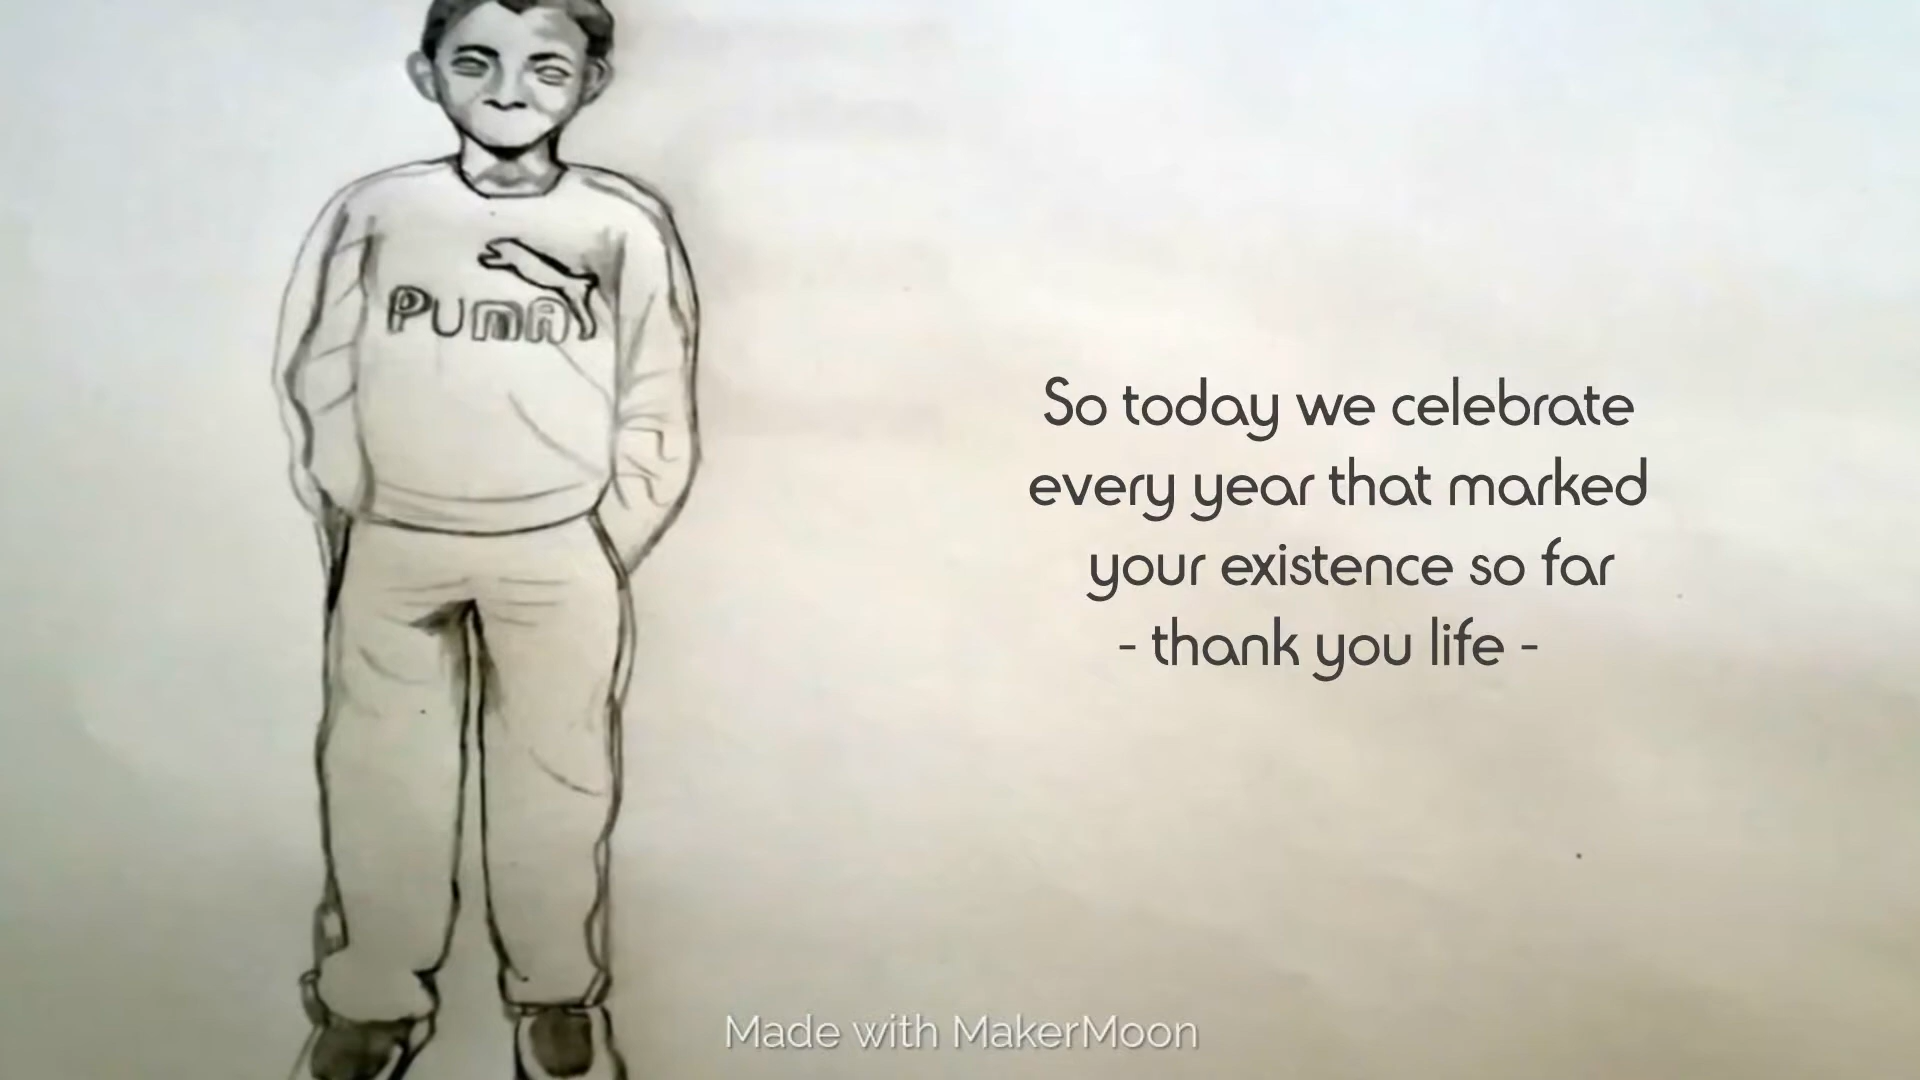 PUMA
So today we celebrate
every year that marked
your existence so far
- thank you life -
Made with MakerMoon